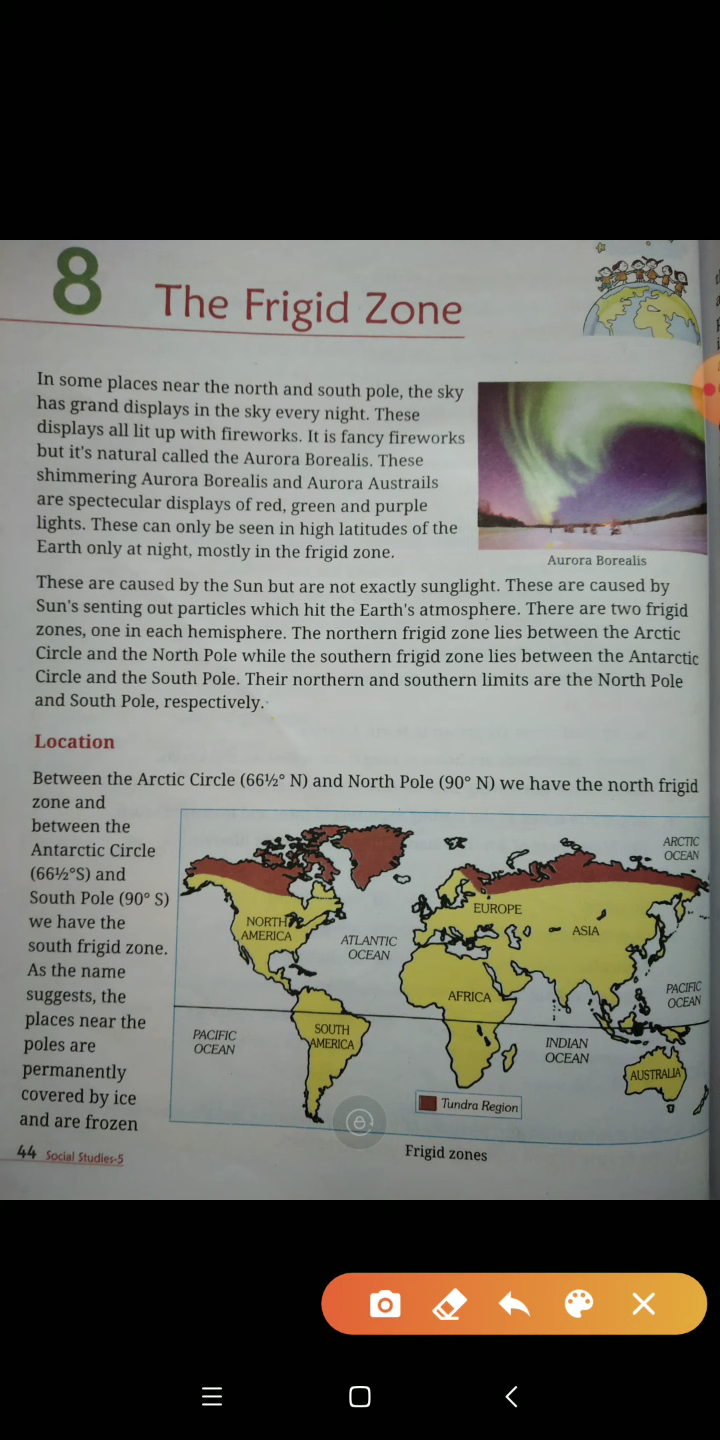 8
The Frigid Zone
In some places near the north and south pole, the sky
has grand displays in the sky every night. These
displays all lit up with fireworks. It is fancy fireworks
but it's natural called the Aurora Borealis. These
shimmering Aurora Borealis and Aurora Austrails
are spectecular displays of red, green and purple
lights. These can only be seen in high latitudes of the
Earth only at night, mostly in the frigid zone.
Aurora Borealis
These are caused by the Sun but are not exactly sunglight. These are caused by
Sun's senting out particles which hit the Earth's atmosphere. There are two frigid
zones, one in each hemisphere. The northern frigid zone lies between the Arctic
Circle and the North Pole while the southern frigid zone lies between the Antarctic
Circle and the South Pole. Their northern and southern limits are the North Pole
and South Pole, respectively.
Location
Between the Arctic Circle (66½° N) and North Pole (90° N) we have the north frigid
zone and
between the
Antarctic Circle
(66½°S) and
South Pole (90° S)
we have the
south frigid zone.
As the name
suggests, the
places near the
poles are
permanently
covered by ice
and are frozen
ARCTIC
OCEAN
NORTH
AMERICA
EUROPE
ASIA
ATLANTIC
OCEAN
AFRICA
PACIFIC
OCEAN
PACIFIC
OCEAN
SOUTH
AMERICA
INDIAN
OCEAN
AUSTRALIA
Tundra Region
Frigid zones
44 Social Studies-5